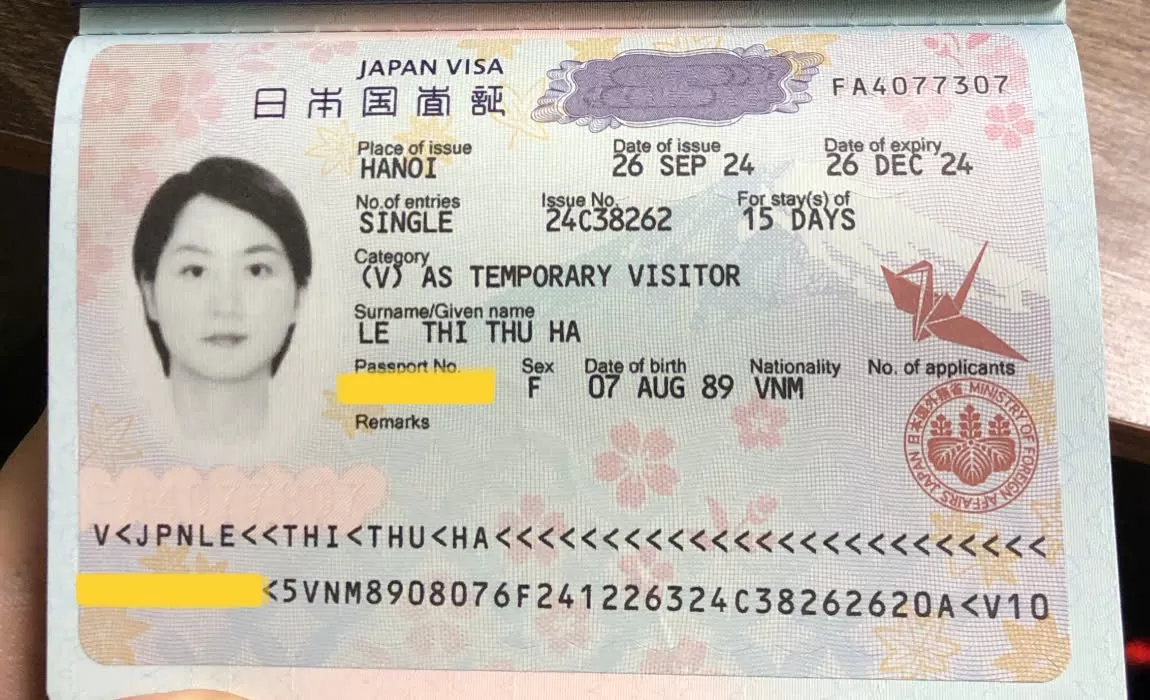 JAPAN VISA
日本国査証
FA4077307
Place of issue Date of issue Date of expiry
HANOI 26 SEP 24 26 DEC 24
No.of entries Issue No. For stay(s) of
SINGLE 24C38262 15 DAYS
Category
(V) AS TEMPORARY VISITOR
Surname/Given name
LE THI THU HA
Passport No. Sex Date of birth Nationality No. of applicants
F 07 AUG 89 VNM
Remarks
日本国外務省 MINISTRY OF FOREIGN AFFAIRS JAPAN
V<JPNLE<<THI<THU<HA<<<<<<<<<<<<<<<<<<<<<<<<<
<5VNM8908076F241226324C38262620A<V10